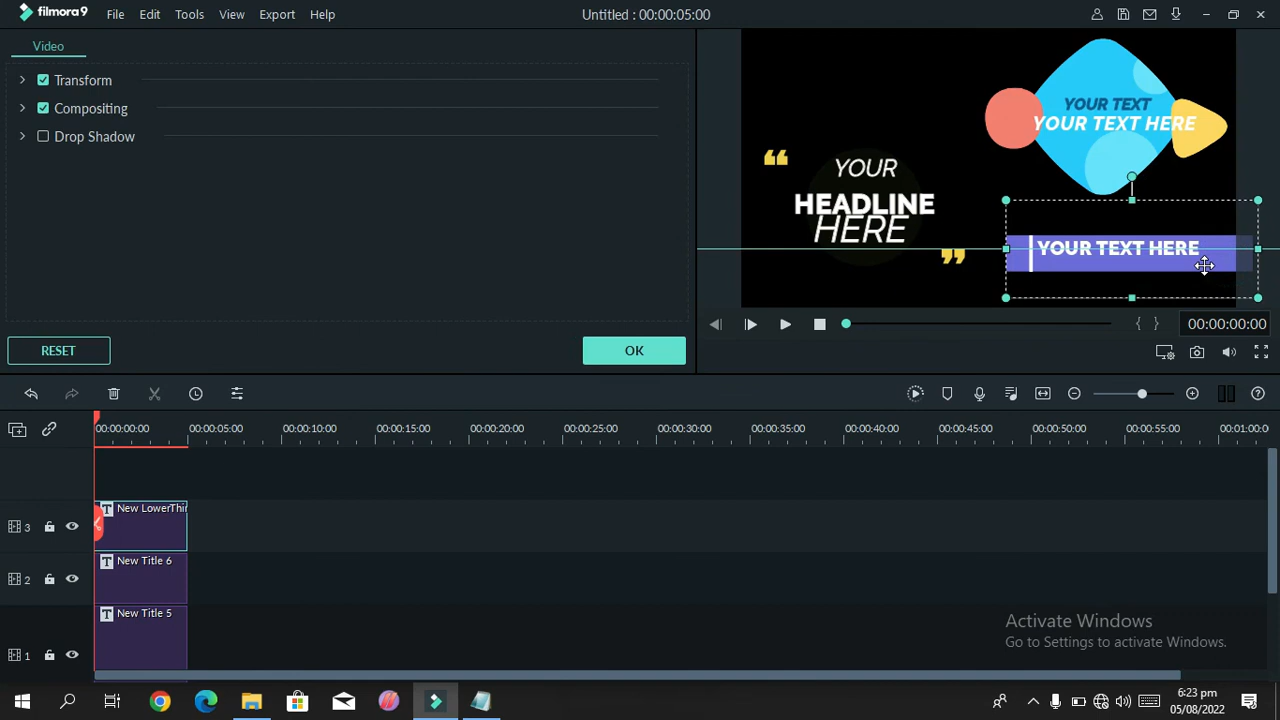 filmora9
File Edit Tools View Export Help
Untitled : 00:00:05:00
Video
Transform
Compositing
Drop Shadow
RESET
OK
YOUR TEXT
YOUR TEXT HERE
“
YOUR
HEADLINE
HERE
”
YOUR TEXT HERE
{ }
00:00:00:00
00:00:00:00 00:00:05:00 00:00:10:00 00:00:15:00 00:00:20:00 00:00:25:00 00:00:30:00 00:00:35:00 00:00:40:00 00:00:45:00 00:00:50:00 00:00:55:00 00:01:00:0
3
T New LowerThir
2
T New Title 6
1
T New Title 5
Activate Windows
Go to Settings to activate Windows.
6:23 pm
05/08/2022